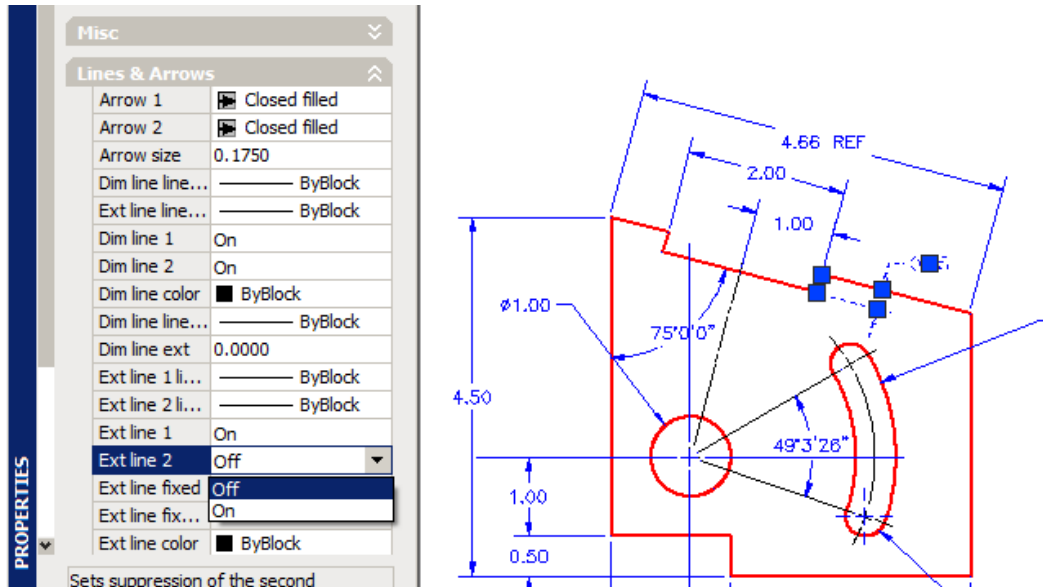 Misc
Lines & Arrows
Arrow 1 Closed filled
Arrow 2 Closed filled
Arrow size 0.1750
Dim line line... ByBlock
Ext line line... ByBlock
Dim line 1 On
Dim line 2 On
Dim line color ByBlock
Dim line line... ByBlock
Dim line ext 0.0000
Ext line 1 li... ByBlock
Ext line 2 li... ByBlock
Ext line 1 On
Ext line 2 Off
Ext line fixed Off
Ext line fix... On
Ext line color ByBlock
Sets suppression of the second
PROPERTIES
4.66 REF
2.00
1.00
ø1.00
75°0'0"
4.50
49°3'26"
1.00
0.50